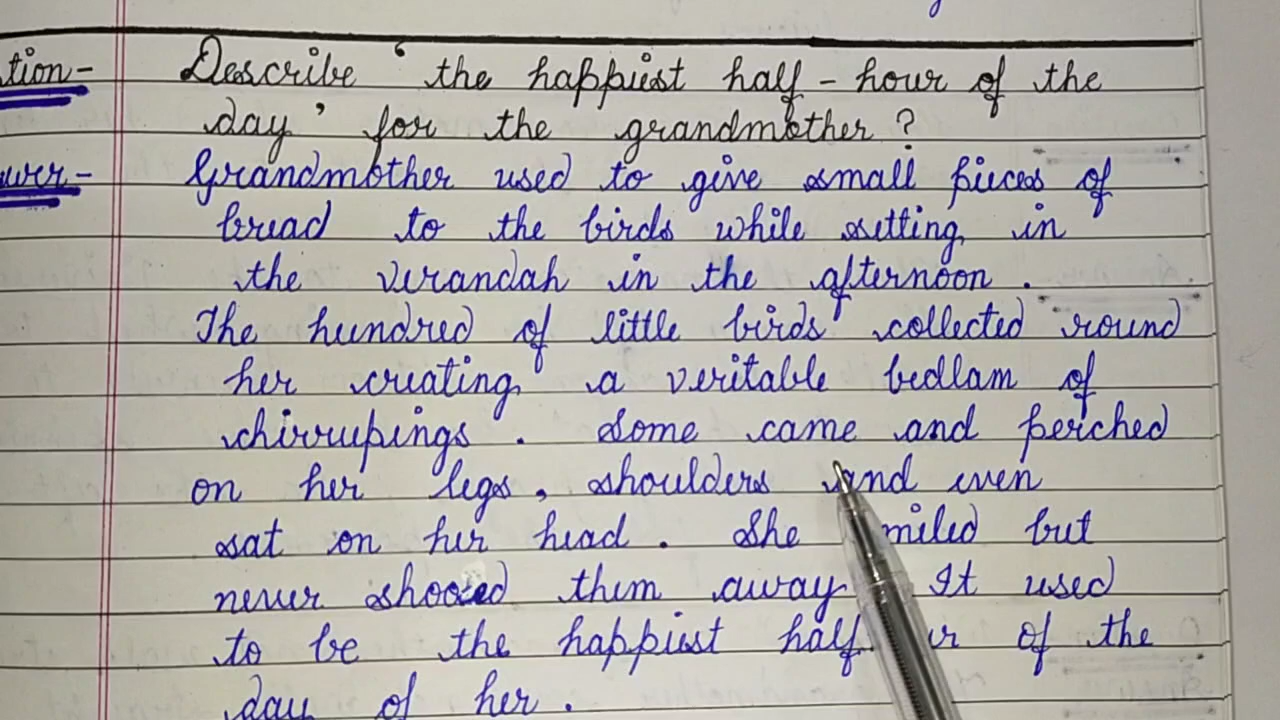 tion- Describe 'the happiest half-hour of the
day' for the grandmother?
wer- Grandmother used to give small pieces of
bread to the birds while setting in
the verandah in the afternoon.
The hundred of little birds collected round
her creating a veritable bedlam of
chirrupings. Some came and perched
on her legs, shoulders and even
sat on her head. She smiled but
never shooed them away. It used
to be the happiest half of the
day of her.